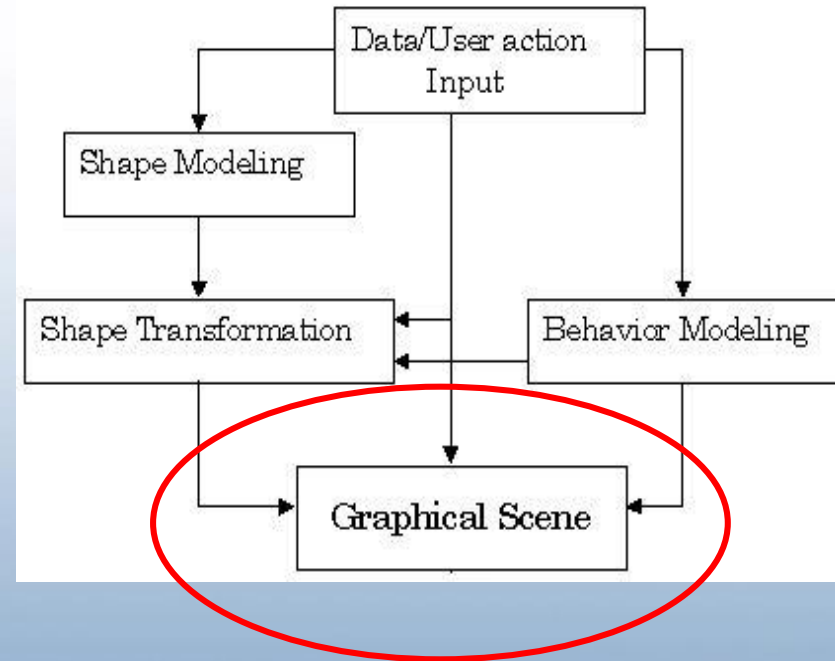 Data/User action
Input
Shape Modeling
Shape Transformation
Behavior Modeling
Graphical Scene